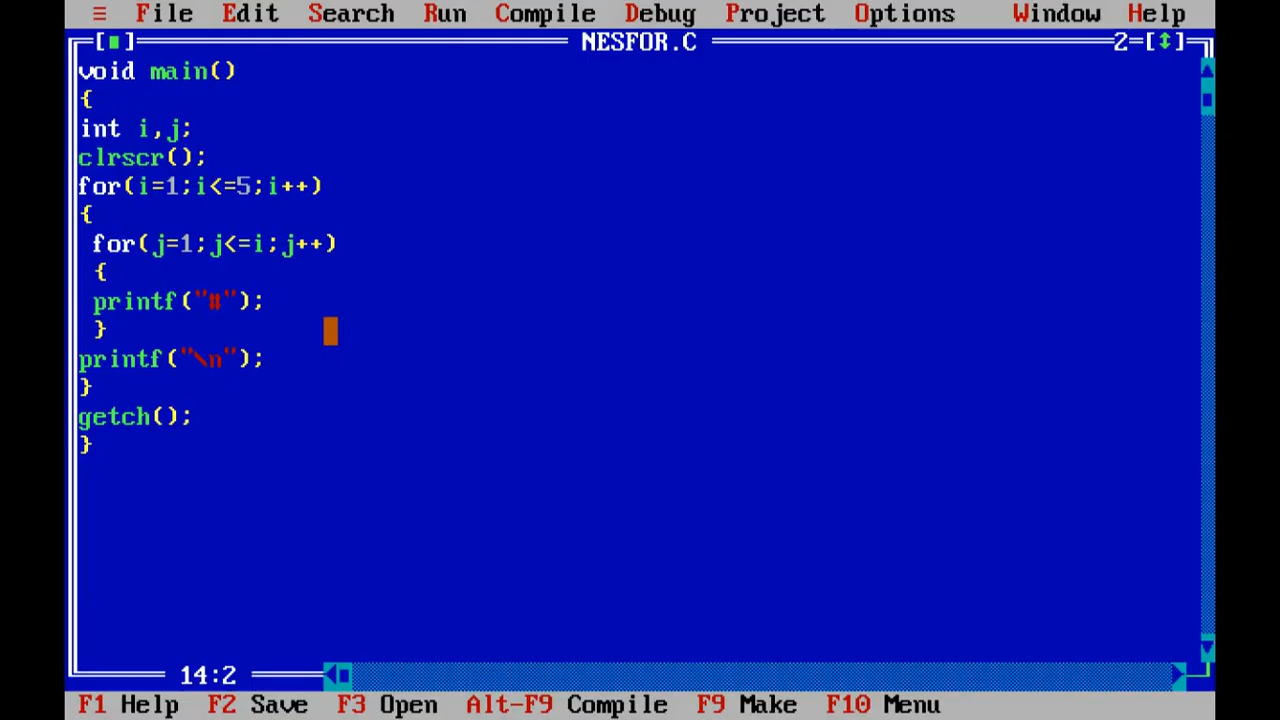 ≡ File Edit Search Run Compile Debug Project Options Window Help
[■] NESFOR.C 2=[↕]
void main()
{
int i,j;
clrscr();
for(i=1;i<=5;i++)
{
for(j=1;j<=i;j++)
{
printf("#");
}
printf("\n");
}
getch();
}
14:2
F1 Help F2 Save F3 Open Alt-F9 Compile F9 Make F10 Menu